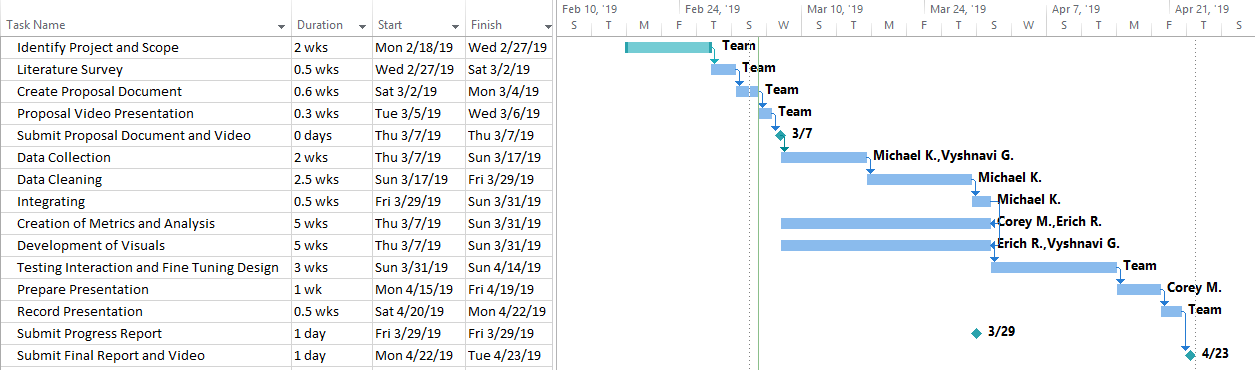 Feb 10, '19 Feb 24, '19 Mar 10, '19 Mar 24, '19 Apr 7, '19 Apr 21, '19
Task Name Duration Start Finish S T M F T S W S T M F T S W S T M F T S
Identify Project and Scope 2 wks Mon 2/18/19 Wed 2/27/19 Team
Literature Survey 0.5 wks Wed 2/27/19 Sat 3/2/19 Team
Create Proposal Document 0.6 wks Sat 3/2/19 Mon 3/4/19 Team
Proposal Video Presentation 0.3 wks Tue 3/5/19 Wed 3/6/19 Team
Submit Proposal Document and Video 0 days Thu 3/7/19 Thu 3/7/19 3/7
Data Collection 2 wks Thu 3/7/19 Sun 3/17/19 Michael K.,Vyshnavi G.
Data Cleaning 2.5 wks Sun 3/17/19 Fri 3/29/19 Michael K.
Integrating 0.5 wks Fri 3/29/19 Sun 3/31/19 Michael K.
Creation of Metrics and Analysis 5 wks Thu 3/7/19 Sun 3/31/19 Corey M.,Erich R.
Development of Visuals 5 wks Thu 3/7/19 Sun 3/31/19 Erich R.,Vyshnavi G.
Testing Interaction and Fine Tuning Design 3 wks Sun 3/31/19 Sun 4/14/19 Team
Prepare Presentation 1 wk Mon 4/15/19 Fri 4/19/19 Corey M.
Record Presentation 0.5 wks Sat 4/20/19 Mon 4/22/19 Team
Submit Progress Report 1 day Fri 3/29/19 Fri 3/29/19 3/29
Submit Final Report and Video 1 day Mon 4/22/19 Tue 4/23/19 4/23